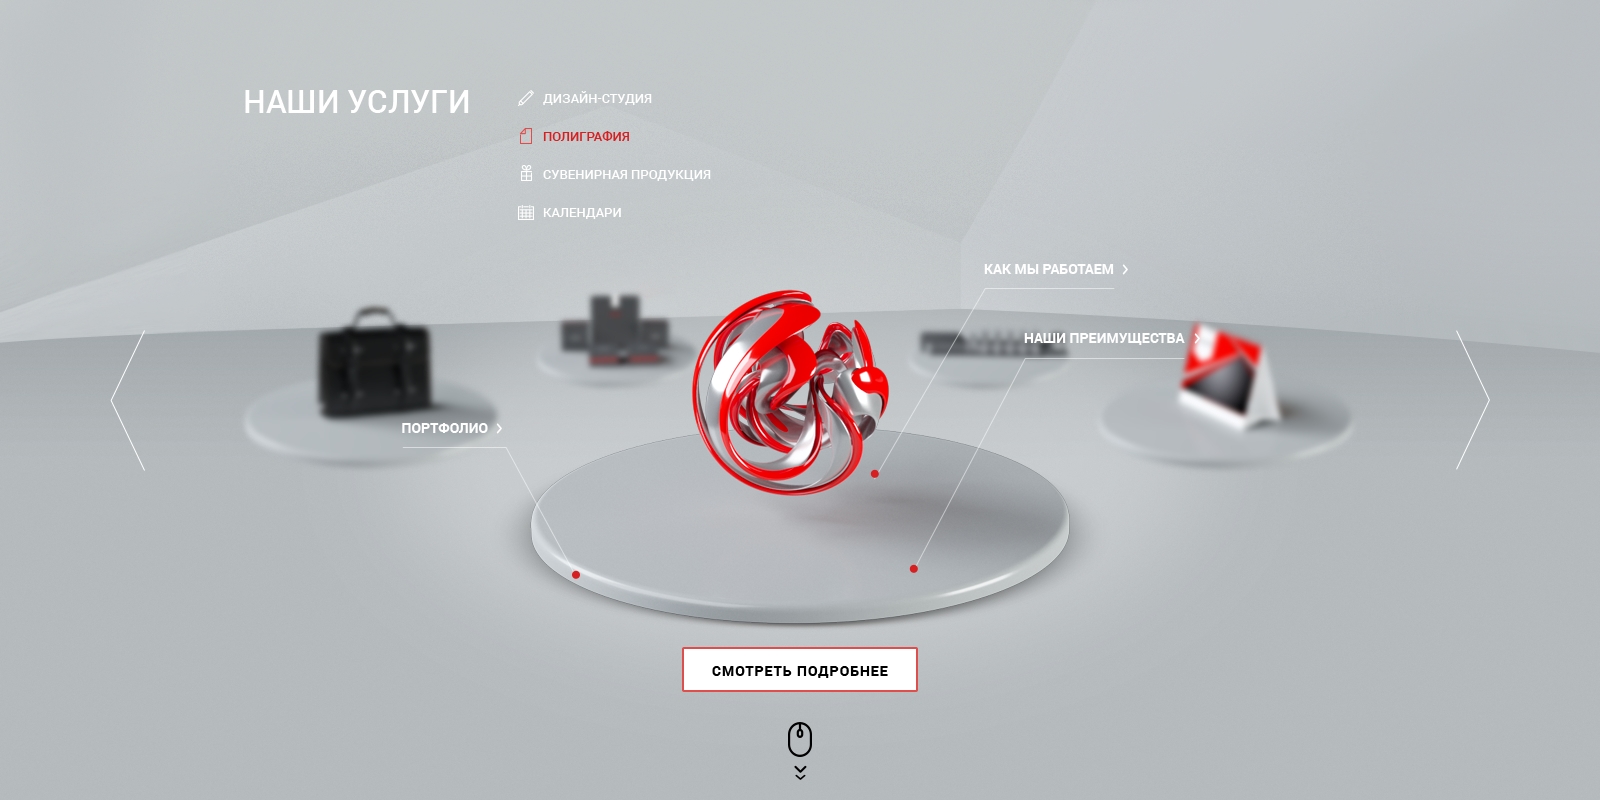 НАШИ УСЛУГИ
ДИЗАЙН-СТУДИЯ
ПОЛИГРАФИЯ
СУВЕНИРНАЯ ПРОДУКЦИЯ
КАЛЕНДАРИ
КАК МЫ РАБОТАЕМ
НАШИ ПРЕИМУЩЕСТВА
ПОРТФОЛИО
СМОТРЕТЬ ПОДРОБНЕЕ